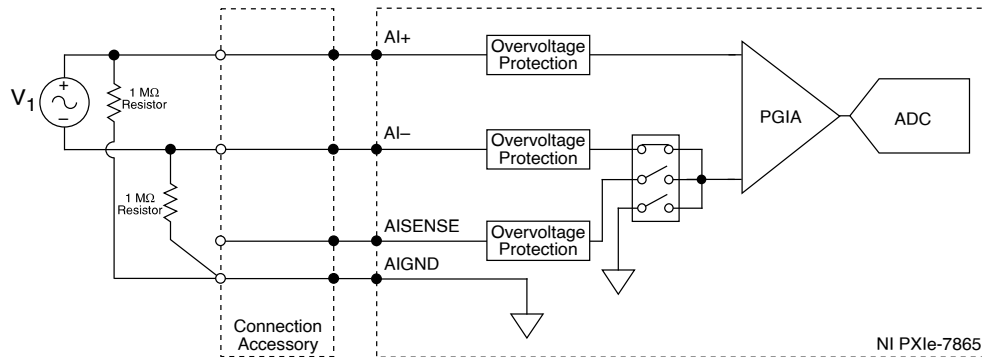 AI+
Overvoltage
Protection
+
V1
−
1 MΩ
Resistor
PGIA
ADC
AI−
Overvoltage
Protection
1 MΩ
Resistor
AISENSE
Overvoltage
Protection
AIGND
Connection
Accessory
NI PXIe-7865